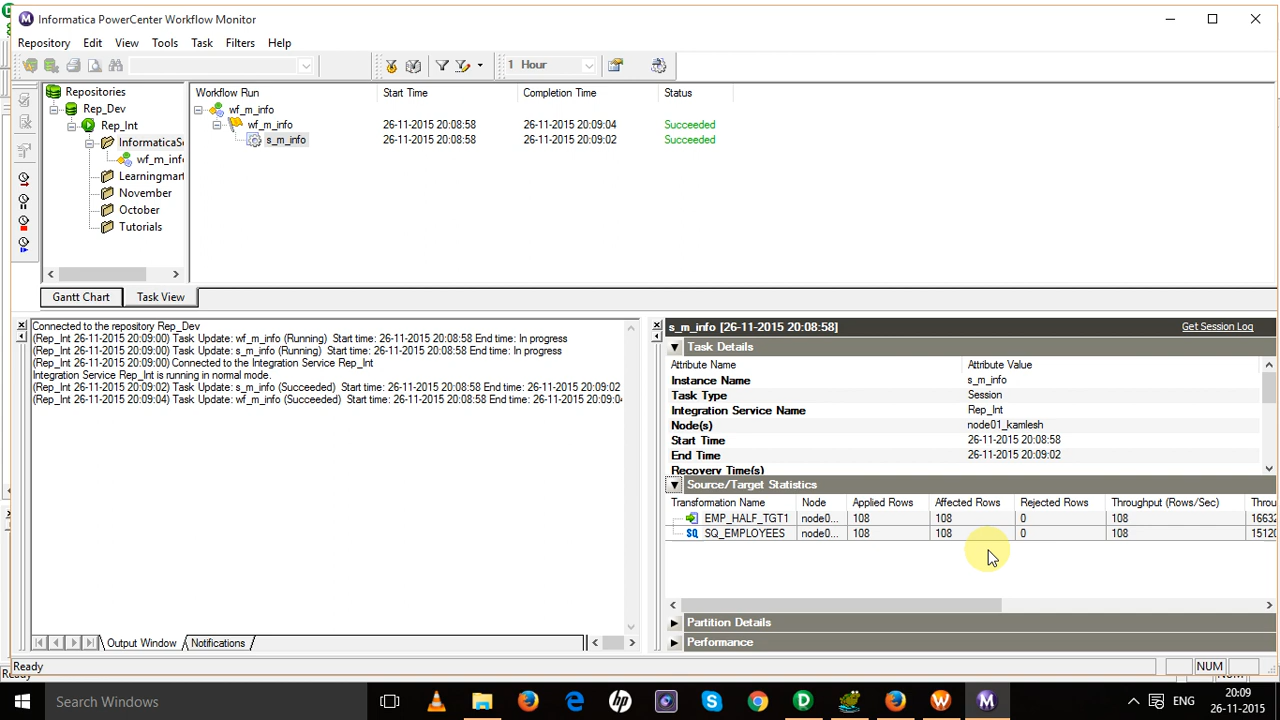 Informatica PowerCenter Workflow Monitor
Repository Edit View Tools Task Filters Help
1 Hour
Repositories
Rep_Dev
Rep_Int
InformaticaS
wf_m_info
Learningmart
November
October
Tutorials
Workflow Run Start Time Completion Time Status
wf_m_info
wf_m_info 26-11-2015 20:08:58 26-11-2015 20:09:04 Succeeded
s_m_info 26-11-2015 20:08:58 26-11-2015 20:09:02 Succeeded
Gantt Chart Task View
Connected to the repository Rep_Dev
(Rep_Int 26-11-2015 20:09:00) Task Update: wf_m_info (Running) Start time: 26-11-2015 20:08:58 End time: In progress
(Rep_Int 26-11-2015 20:09:00) Task Update: s_m_info (Running) Start time: 26-11-2015 20:08:58 End time: In progress
(Rep_Int 26-11-2015 20:09:00) Connected to the Integration Service Rep_Int
Integration Service Rep_Int is running in normal mode.
(Rep_Int 26-11-2015 20:09:02) Task Update: s_m_info (Succeeded) Start time: 26-11-2015 20:08:58 End time: 26-11-2015 20:09:02
(Rep_Int 26-11-2015 20:09:04) Task Update: wf_m_info (Succeeded) Start time: 26-11-2015 20:08:58 End time: 26-11-2015 20:09:0
Output Window Notifications
s_m_info [26-11-2015 20:08:58] Get Session Log
Task Details
Attribute Name Attribute Value
Instance Name s_m_info
Task Type Session
Integration Service Name Rep_Int
Node(s) node01_kamlesh
Start Time 26-11-2015 20:08:58
End Time 26-11-2015 20:09:02
Recovery Time(s)
Source/Target Statistics
Transformation Name Node Applied Rows Affected Rows Rejected Rows Throughput (Rows/Sec) Throu
EMP_HALF_TGT1 node0... 108 108 0 108 16632
SQ_EMPLOYEES node0... 108 108 0 108 15120
Partition Details
Performance
Ready NUM
Search Windows
ENG
20:09
26-11-2015